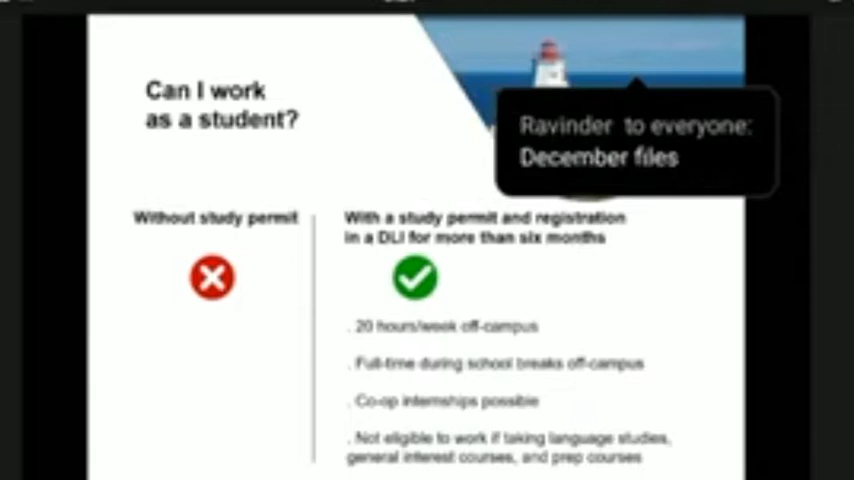 Can I work
as a student?
Ravinder to everyone:
December files
Without study permit
With a study permit and registration
in a DLI for more than six months
. 20 hours/week off-campus
. Full-time during school breaks off-campus
. Co-op internships possible
. Not eligible to work if taking language studies,
general interest courses, and prep courses